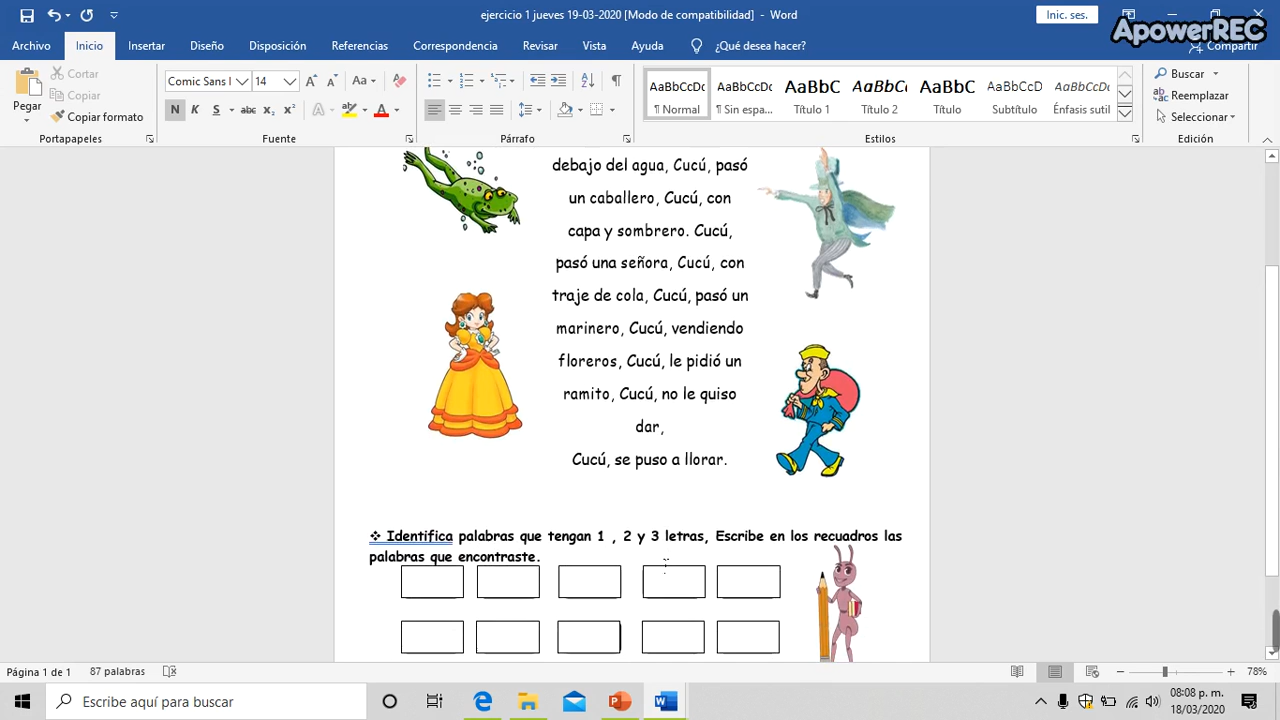 ejercicio 1 jueves 19-03-2020 [Modo de compatibilidad] - Word
Inic. ses.
ApowerREC
Archivo Inicio Insertar Diseño Disposición Referencias Correspondencia Revisar Vista Ayuda ¿Qué desea hacer? Compartir
Pegar
Cortar
Copiar
Copiar formato
Portapapeles
Comic Sans I 14
N K S abc x₂ x²
Fuente
Párrafo
AaBbCcDc AaBbCcDc AaBbC AaBbCc AaBbC AaBbCcD AaBbCcD
¶ Normal ¶ Sin espa... Título 1 Título 2 Título Subtítulo Énfasis sutil
Estilos
Buscar
Reemplazar
Seleccionar
Edición
debajo del agua, Cucú, pasó
un caballero, Cucú, con
capa y sombrero. Cucú,
pasó una señora, Cucú, con
traje de cola, Cucú, pasó un
marinero, Cucú, vendiendo
floreros, Cucú, le pidió un
ramito, Cucú, no le quiso
dar,
Cucú, se puso a llorar.
❖ Identifica palabras que tengan 1 , 2 y 3 letras, Escribe en los recuadros las
palabras que encontraste.
Página 1 de 1 87 palabras 78%
Escribe aquí para buscar
08:08 p. m.
18/03/2020